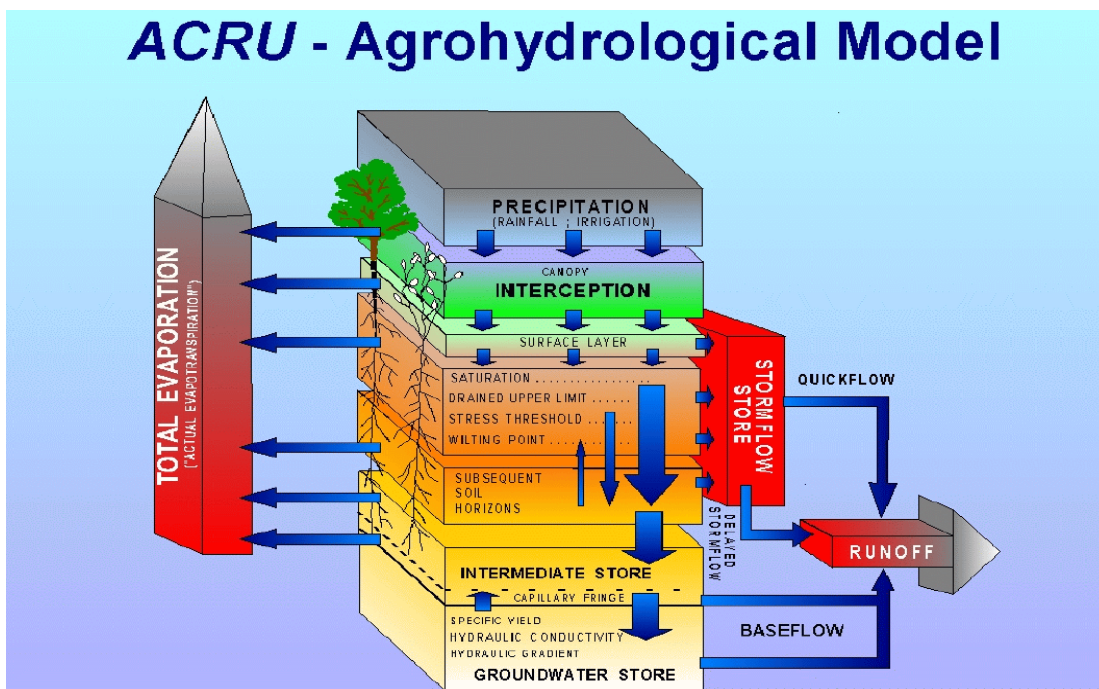 ACRU - Agrohydrological Model
TOTAL EVAPORATION
("ACTUAL EVAPOTRANSPIRATION")
PRECIPITATION
(RAINFALL ; IRRIGATION)
CANOPY
INTERCEPTION
SURFACE LAYER
SATURATION . . . . . . . . . . . . . . . . .
DRAINED UPPER LIMIT . . . . . .
STRESS THRESHOLD . . . . . . .
WILTING POINT . . . . . . . . . . . .
SUBSEQUENT
SOIL
HORIZONS
STORMFLOW
STORE
QUICKFLOW
DELAYED
STORMFLOW
RUNOFF
INTERMEDIATE STORE
CAPILLARY FRINGE
SPECIFIC YIELD
HYDRAULIC CONDUCTIVITY
HYDRAULIC GRADIENT
GROUNDWATER STORE
BASEFLOW